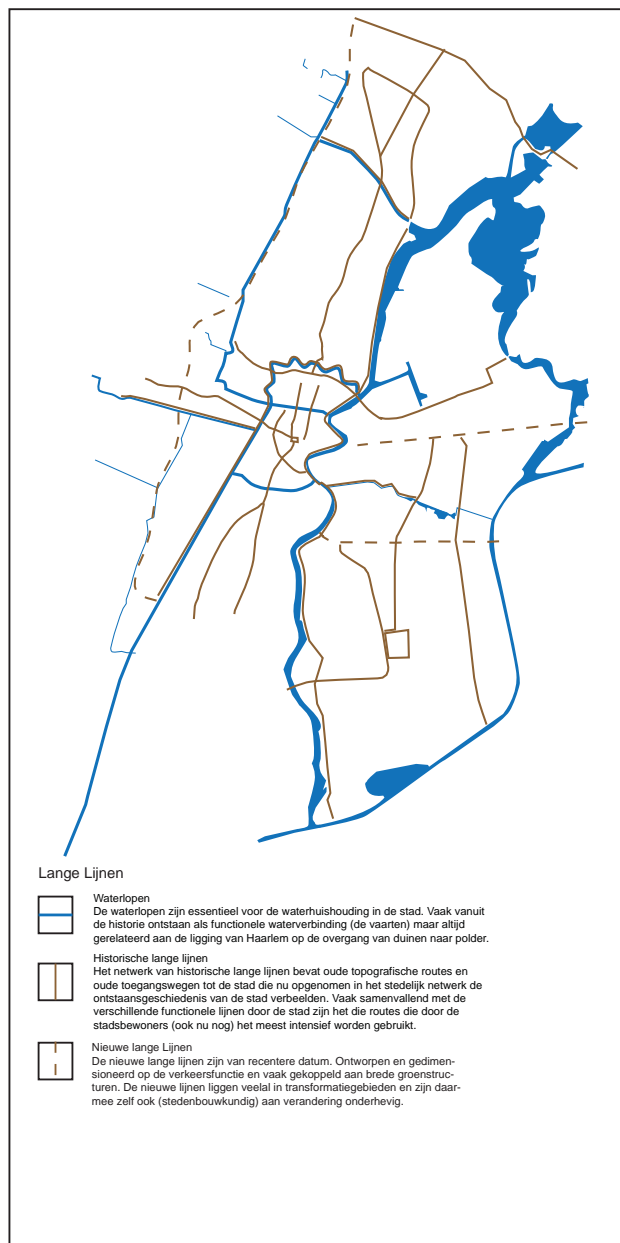 Lange Lijnen
Waterlopen
De waterlopen zijn essentieel voor de waterhuishouding in de stad. Vaak vanuit
de historie ontstaan als functionele waterverbinding (de vaarten) maar altijd
gerelateerd aan de ligging van Haarlem op de overgang van duinen naar polder.
Historische lange lijnen
Het netwerk van historische lange lijnen bevat oude topografische routes en
oude toegangswegen tot de stad die nu opgenomen in het stedelijk netwerk de
ontstaansgeschiedenis van de stad verbeelden. Vaak samenvallend met de
verschillende functionele lijnen door de stad zijn het die routes die door de
stadsbewoners (ook nu nog) het meest intensief worden gebruikt.
Nieuwe lange Lijnen
De nieuwe lange lijnen zijn van recentere datum. Ontworpen en gedimen-
sioneerd op de verkeersfunctie en vaak gekoppeld aan brede groenstruc-
turen. De nieuwe lijnen liggen veelal in transformatiegebieden en zijn daar-
mee zelf ook (stedenbouwkundig) aan verandering onderhevig.